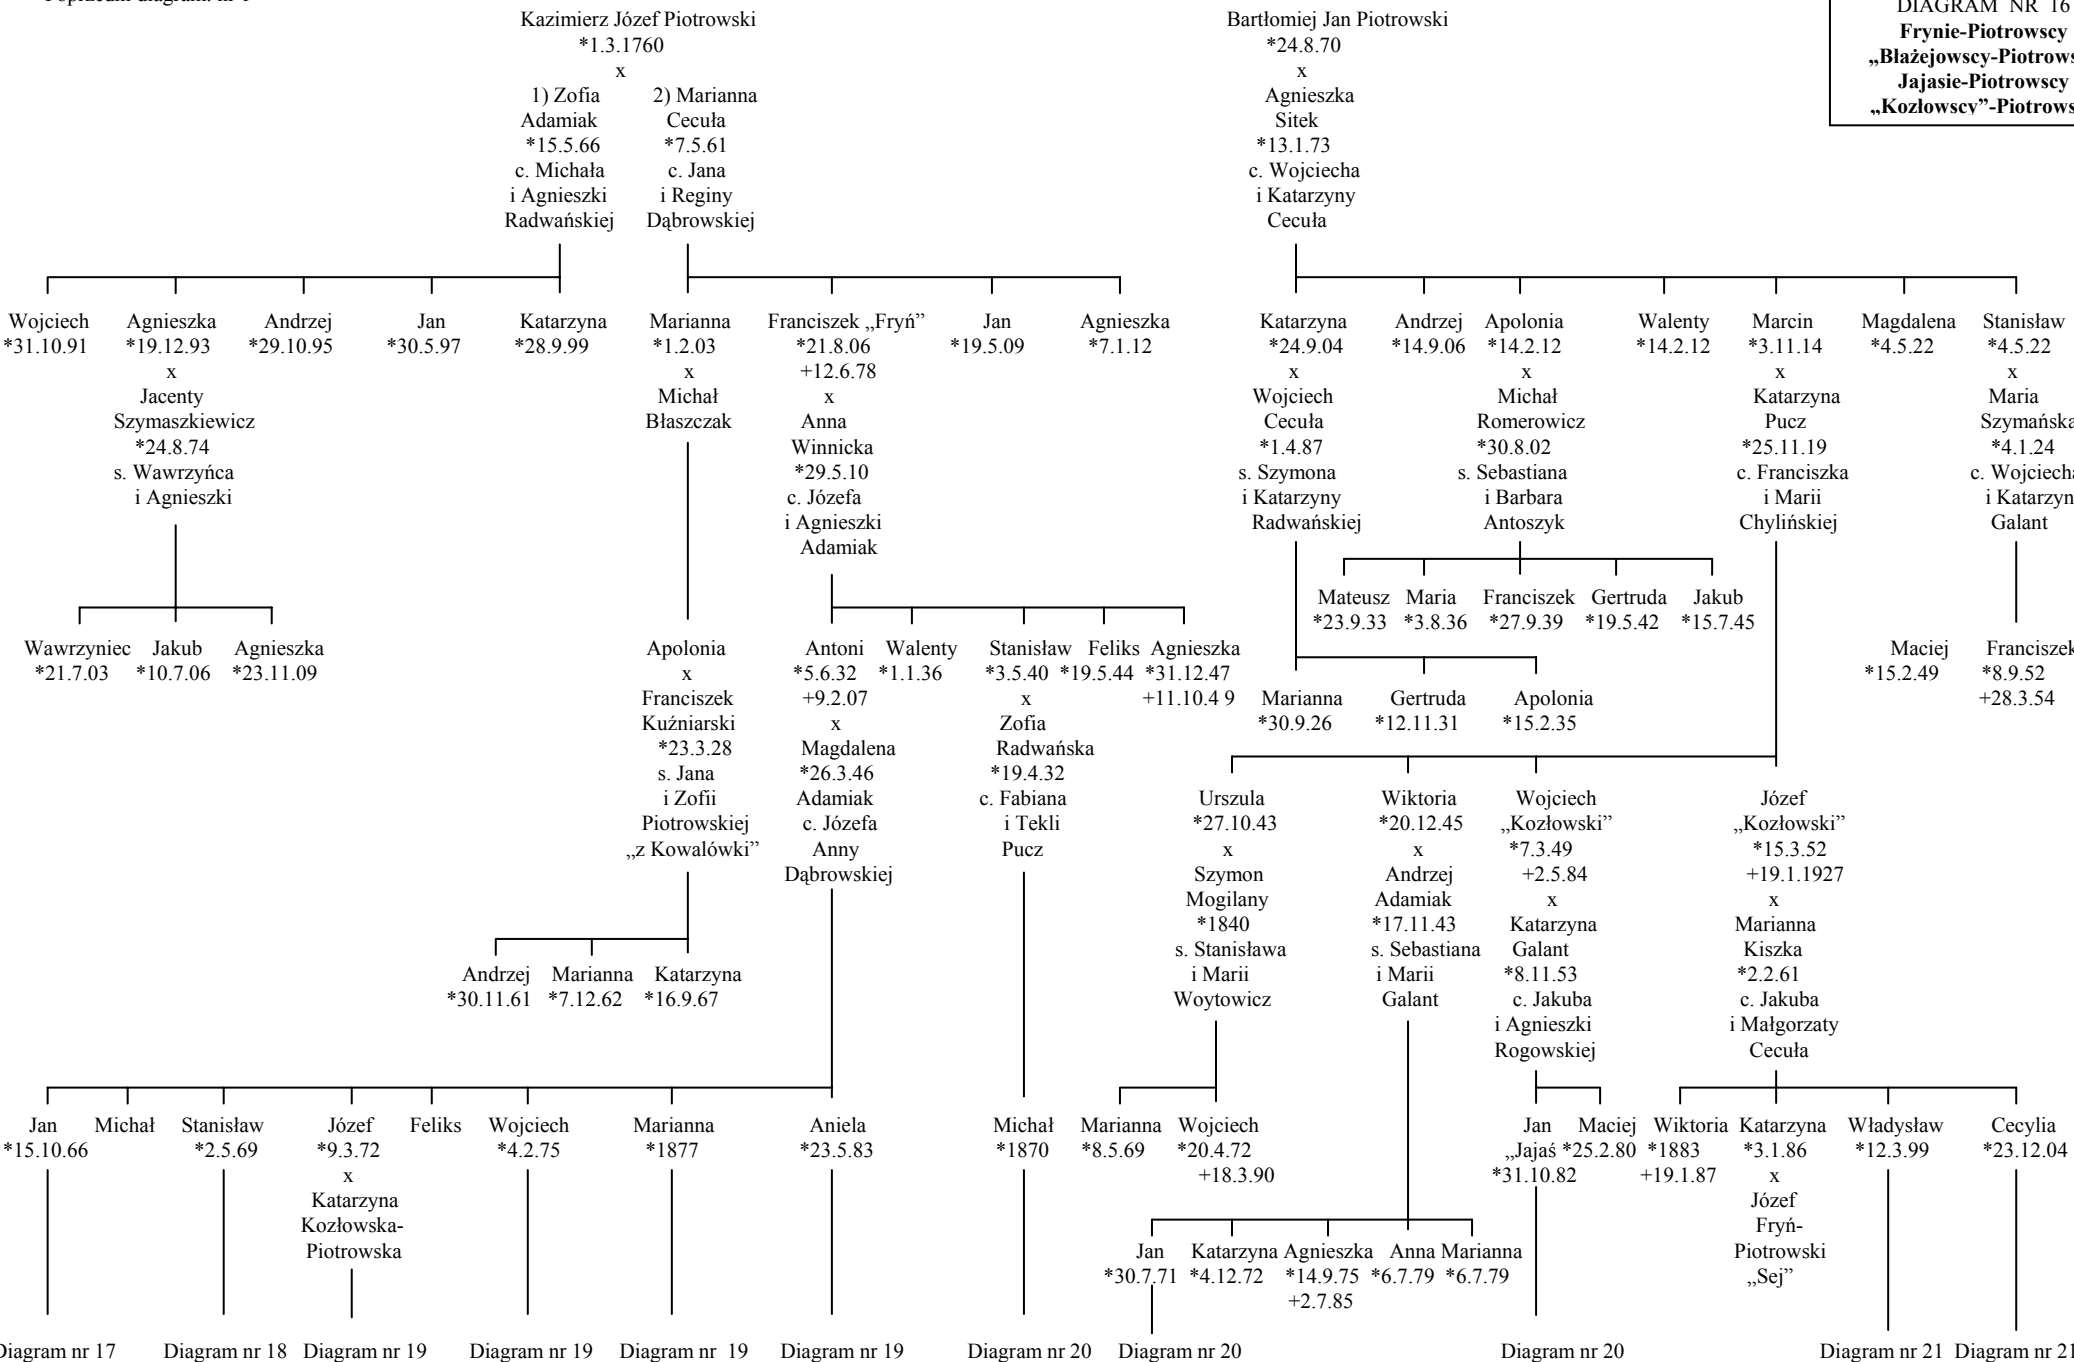 Kazimierz Józef Piotrowski
*1.3.1760
x
1) Zofia
Adamiak
*15.5.66
c. Michała
i Agnieszki
Radwańskiej
2) Marianna
Cecuła
*7.5.61
c. Jana
i Reginy
Dąbrowskiej
Bartłomiej Jan Piotrowski
*24.8.70
x
Agnieszka
Sitek
*13.1.73
c. Wojciecha
i Katarzyny
Cecuła
DIAGRAM NR 16
Frynie-Piotrowscy
„Błażejowscy-Piotrows
Jajasie-Piotrowscy
„Kozłowscy”-Piotrows
Wojciech
*31.10.91
Agnieszka
*19.12.93
x
Jacenty
Szymaszkiewicz
*24.8.74
s. Wawrzyńca
i Agnieszki
Andrzej
*29.10.95
Jan
*30.5.97
Katarzyna
*28.9.99
Marianna
*1.2.03
x
Michał
Błaszczak
Franciszek „Fryń”
*21.8.06
+12.6.78
x
Anna
Winnicka
*29.5.10
c. Józefa
i Agnieszki
Adamiak
Jan
*19.5.09
Agnieszka
*7.1.12
Katarzyna
*24.9.04
x
Wojciech
Cecuła
*1.4.87
s. Szymona
i Katarzyny
Radwańskiej
Andrzej
*14.9.06
Apolonia
*14.2.12
x
Michał
Romerowicz
*30.8.02
s. Sebastiana
i Barbara
Antoszyk
Walenty
*14.2.12
Marcin
*3.11.14
x
Katarzyna
Pucz
*25.11.19
c. Franciszka
i Marii
Chylińskiej
Magdalena
*4.5.22
Stanisław
*4.5.22
x
Maria
Szymańska
*4.1.24
c. Wojciecha
i Katarzyn
Galant
Mateusz
*23.9.33
Maria
*3.8.36
Franciszek
*27.9.39
Gertruda
*19.5.42
Jakub
*15.7.45
Wawrzyniec
*21.7.03
Jakub
*10.7.06
Agnieszka
*23.11.09
Apolonia
x
Franciszek
Kuźniarski
*23.3.28
s. Jana
i Zofii
Piotrowskiej
„z Kowalówki”
Antoni
*5.6.32
+9.2.07
x
Magdalena
*26.3.46
Adamiak
c. Józefa
Anny
Dąbrowskiej
Walenty
*1.1.36
Stanisław
*3.5.40
x
Zofia
Radwańska
*19.4.32
c. Fabiana
i Tekli
Pucz
Feliks
*19.5.44
Agnieszka
*31.12.47
+11.10.4 9
Maciej
*15.2.49
Franciszek
*8.9.52
+28.3.54
Marianna
*30.9.26
Gertruda
*12.11.31
Apolonia
*15.2.35
Urszula
*27.10.43
x
Szymon
Mogilany
*1840
s. Stanisława
i Marii
Woytowicz
Wiktoria
*20.12.45
x
Andrzej
Adamiak
*17.11.43
s. Sebastiana
i Marii
Galant
Wojciech
„Kozłowski”
*7.3.49
+2.5.84
x
Katarzyna
Galant
*8.11.53
c. Jakuba
i Agnieszki
Rogowskiej
Józef
„Kozłowski”
*15.3.52
+19.1.1927
x
Marianna
Kiszka
*2.2.61
c. Jakuba
i Małgorzaty
Cecuła
Andrzej
*30.11.61
Marianna
*7.12.62
Katarzyna
*16.9.67
Jan
*15.10.66
Michał
Stanisław
*2.5.69
Józef
*9.3.72
x
Katarzyna
Kozłowska-
Piotrowska
Feliks
Wojciech
*4.2.75
Marianna
*1877
Aniela
*23.5.83
Michał
*1870
Marianna
*8.5.69
Wojciech
*20.4.72
+18.3.90
Jan
„Jajaś
*31.10.82
Maciej
*25.2.80
Wiktoria
*1883
+19.1.87
Katarzyna
*3.1.86
x
Józef
Fryń-
Piotrowski
„Sej”
Władysław
*12.3.99
Cecylia
*23.12.04
Jan
*30.7.71
Katarzyna
*4.12.72
Agnieszka
*14.9.75
+2.7.85
Anna
*6.7.79
Marianna
*6.7.79
Diagram nr 17
Diagram nr 18
Diagram nr 19
Diagram nr 19
Diagram nr 19
Diagram nr 19
Diagram nr 20
Diagram nr 20
Diagram nr 20
Diagram nr 21
Diagram nr 21